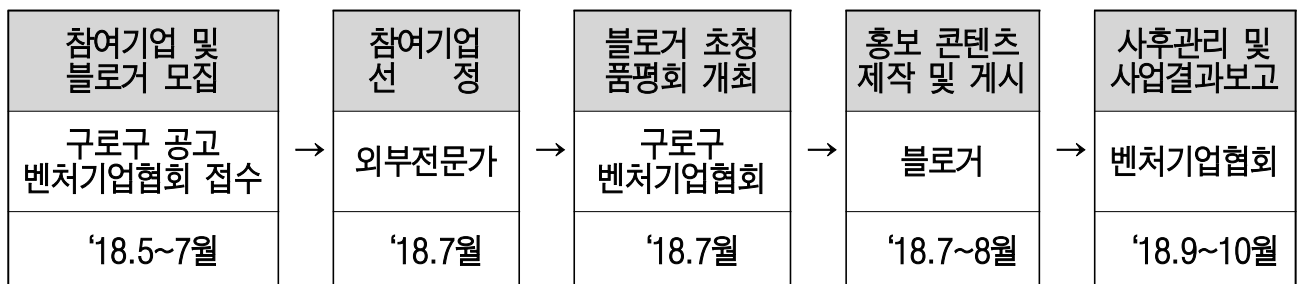 참여기업 및
블로거 모집
구로구 공고
벤처기업협회 접수
‘18.5~7월
→
참여기업
선 정
외부전문가
‘18.7월
→
블로거 초청
품평회 개최
구로구
벤처기업협회
‘18.7월
→
홍보 콘텐츠
제작 및 게시
블로거
‘18.7~8월
→
사후관리 및
사업결과보고
벤처기업협회
‘18.9~10월